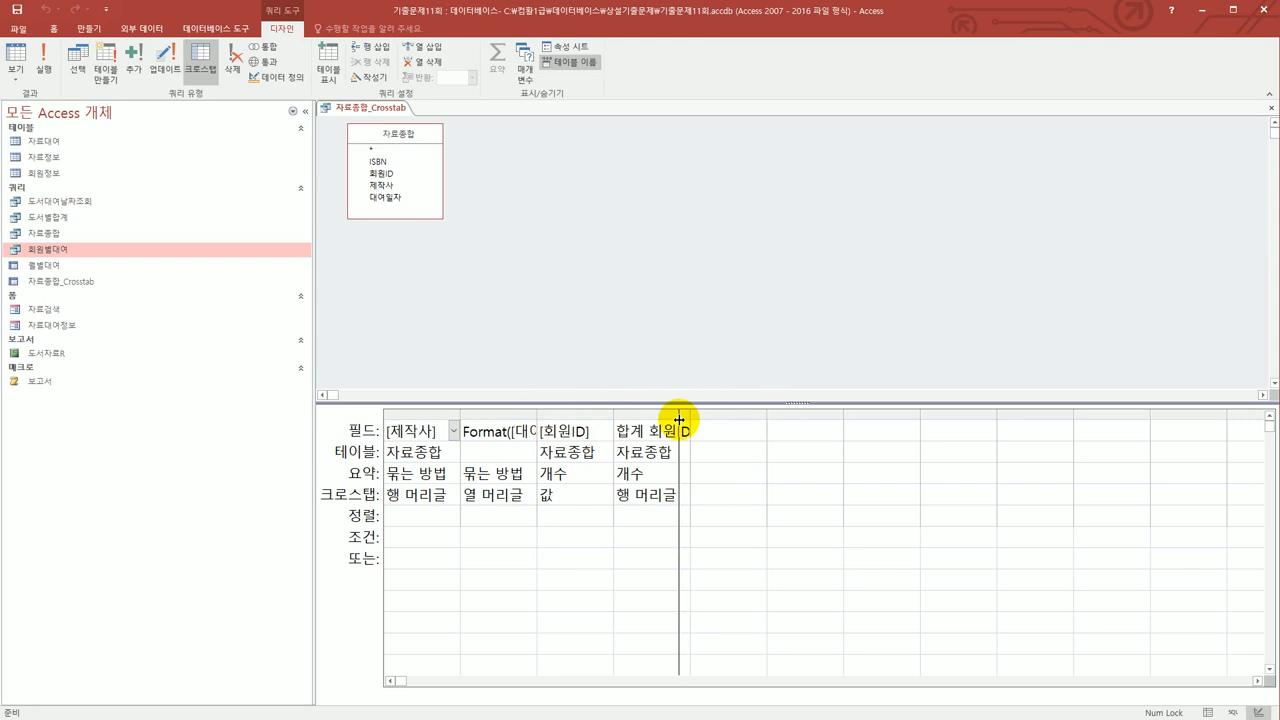 쿼리 도구
기출문제11회 : 데이터베이스- C:₩컴활1급₩데이터베이스₩상설기출문제₩기출문제11회.accdb (Access 2007 - 2016 파일 형식) - Access
파일 홈 만들기 외부 데이터 데이터베이스 도구 디자인 수행할 작업을 알려 주세요.
보기 실행 선택 테이블 만들기 추가 업데이트 크로스탭 삭제 통합 통과 데이터 정의 테이블 표시 행 삽입 행 삭제 작성기 열 삽입 열 삭제 반환: 요약 매개 변수 속성 시트 테이블 이름
결과 쿼리 유형 쿼리 설정 표시/숨기기
모든 Access 개체
테이블
자료대여
자료정보
회원정보
쿼리
도서대여날짜조회
도서별합계
자료종합
회원별대여
월별대여
자료종합_Crosstab
폼
자료검색
자료대여정보
보고서
도서자료R
매크로
보고서
자료종합_Crosstab
자료종합
*
ISBN
회원ID
제작사
대여일자
필드: [제작사] Format([대여 [회원ID] 합계 회원ID
테이블: 자료종합 자료종합 자료종합
요약: 묶는 방법 묶는 방법 개수 개수
크로스탭: 행 머리글 열 머리글 값 행 머리글
정렬:
조건:
또는:
준비
Num Lock
SQL